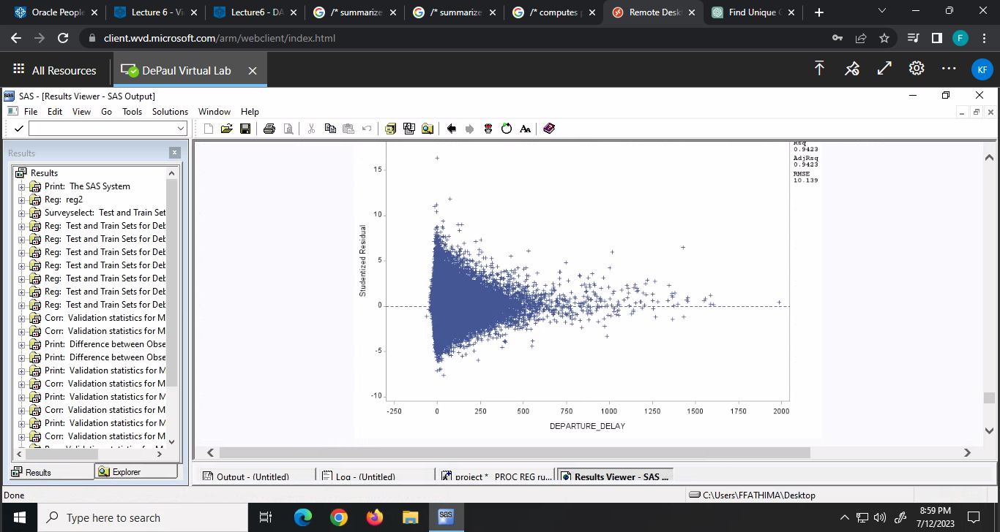 Oracle People
Lecture 6 - Vi
Lecture6 - DA
/* summarize
/* summarize
/* computes p
Remote Desk
Find Unique
client.wvd.microsoft.com/arm/webclient/index.html
F
All Resources
DePaul Virtual Lab
KF
sas SAS - [Results Viewer - SAS Output]
File Edit View Go Tools Solutions Window Help
Results
Results
Print: The SAS System
Reg: reg2
Surveyselect: Test and Train Set
Reg: Test and Train Sets for Det
Reg: Test and Train Sets for Det
Reg: Test and Train Sets for Det
Reg: Test and Train Sets for Det
Reg: Test and Train Sets for Det
Reg: Test and Train Sets for Det
Reg: Test and Train Sets for Det
Corr: Validation statistics for M
Corr: Validation statistics for M
Print: Difference between Obse
Print: Difference between Obse
Print: Validation statistics for M
Corr: Validation statistics for M
Print: Validation statistics for M
Corr: Validation statistics for M
Print: Validation statistics for M
Corr: Validation statistics for M
Results
Explorer
Rsq
0.9423
AdjRsq
0.9423
RMSE
10.139
Studentized Residual
15
10
5
0
-5
-10
-250 0 250 500 750 1000 1250 1500 1750 2000
DEPARTURE_DELAY
Output - (Untitled)
Log - (Untitled)
project * PROC REG ru...
Results Viewer - SAS ...
Done
C:\Users\FFATHIMA\Desktop
Type here to search
sas
8:59 PM
7/12/2023